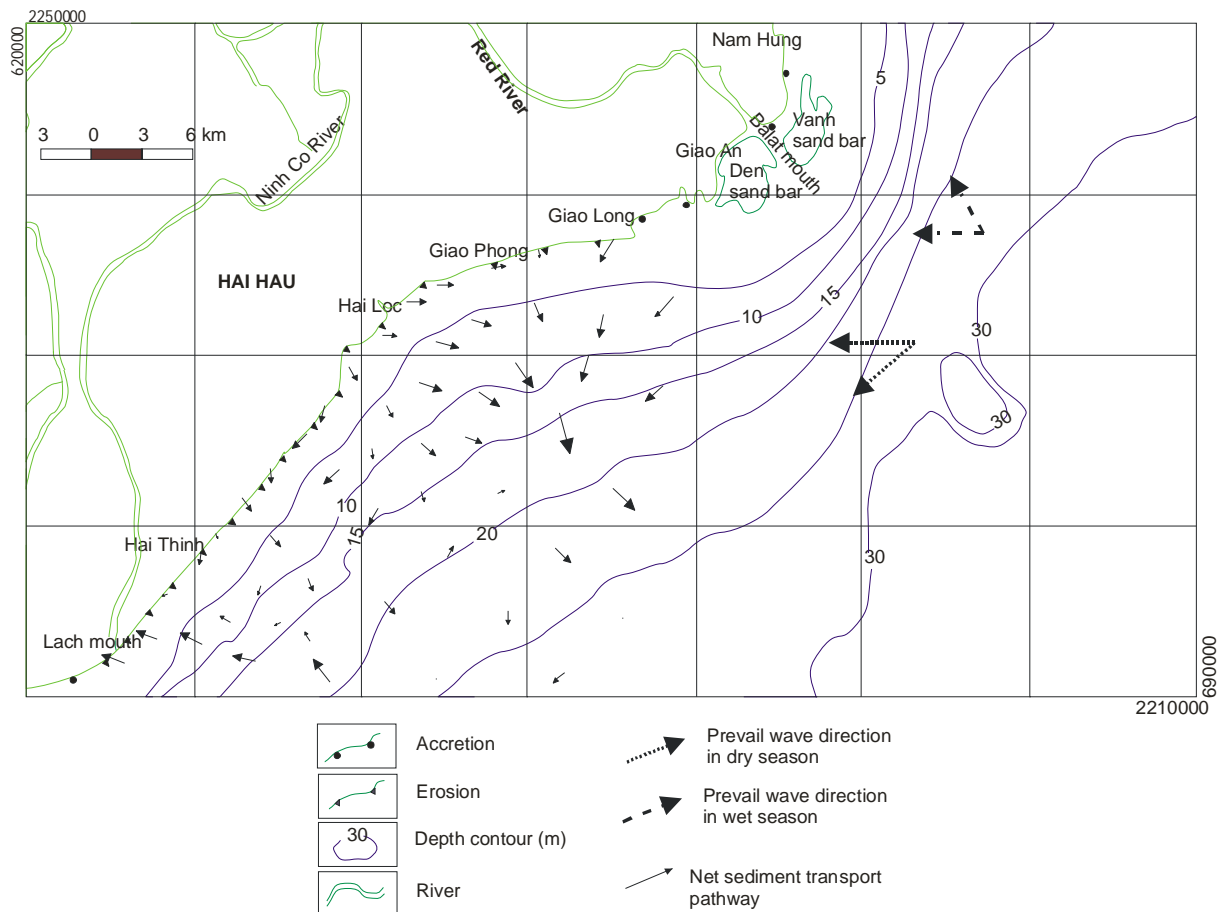 2250000
620000
Nam Hung
Red River
5
Vanh
sand bar
3 0 3 6 km
Balat mouth
Ninh Co River
Giao An
Den
sand bar
Giao Long
Giao Phong
HAI HAU
Hai Loc
15
10
30
30
10
15
20
Hai Thinh
30
Lach mouth
690000
2210000
Accretion
Prevail wave direction
in dry season
Erosion
Prevail wave direction
in wet season
30
Depth contour (m)
River
Net sediment transport
pathway